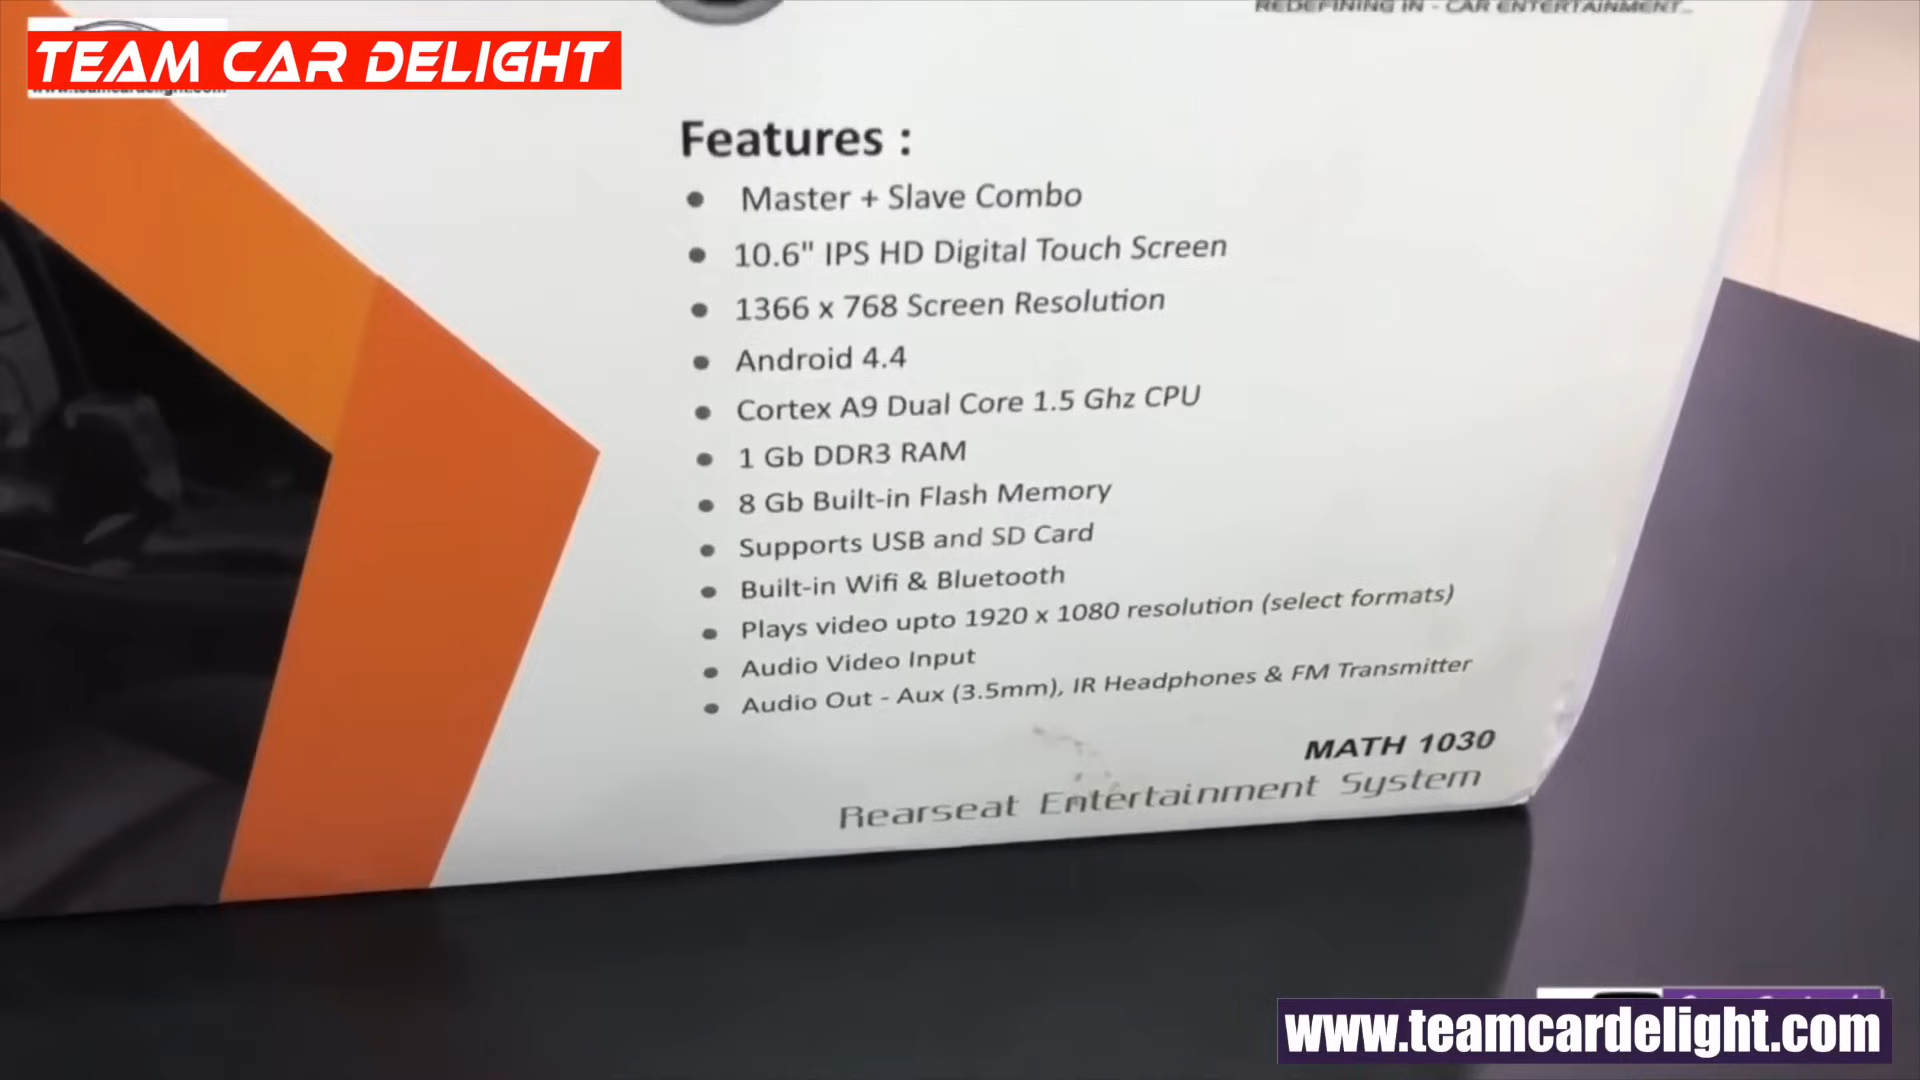 REDEFINING IN - CAR ENTERTAINMENT...
TEAM CAR DELIGHT
Features :
Master + Slave Combo
10.6" IPS HD Digital Touch Screen
1366 x 768 Screen Resolution
Android 4.4
Cortex A9 Dual Core 1.5 Ghz CPU
1 Gb DDR3 RAM
8 Gb Built-in Flash Memory
Supports USB and SD Card
Built-in Wifi & Bluetooth
Plays video upto 1920 x 1080 resolution (select formats)
Audio Video Input
Audio Out - Aux (3.5mm), IR Headphones & FM Transmitter
MATH 1030
Rearseat Entertainment System
www.teamcardelight.com